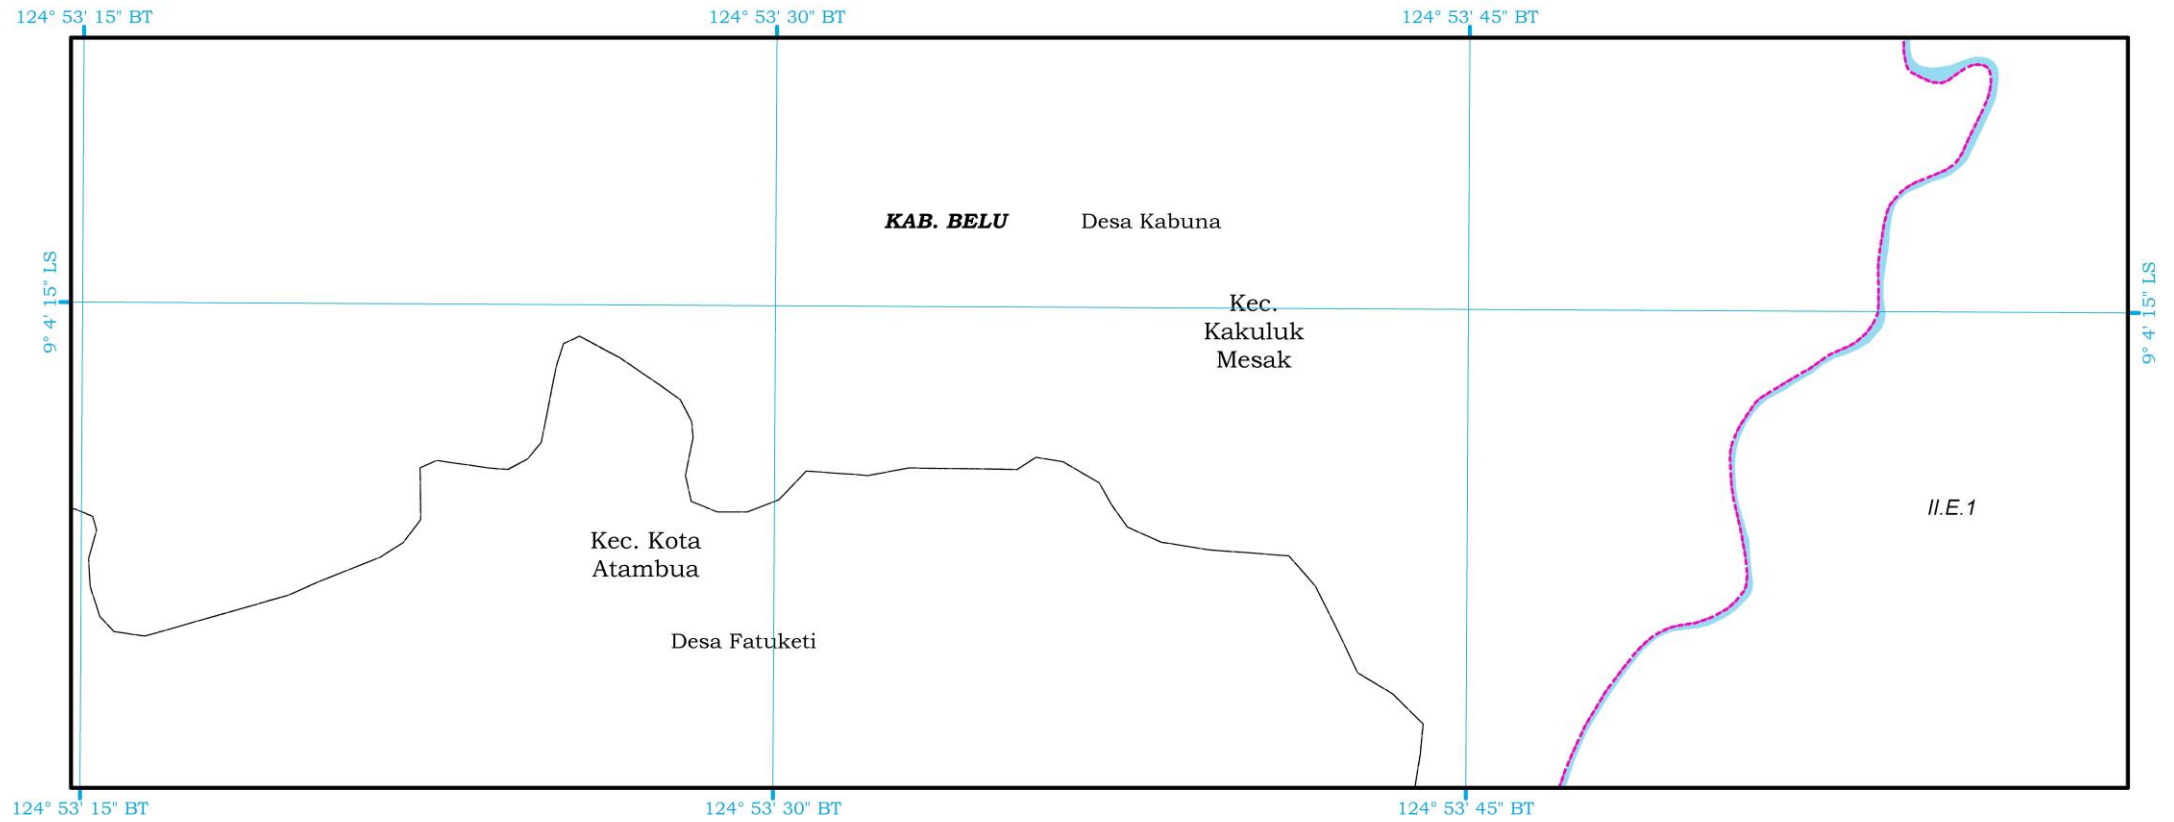 124° 53' 15" BT
124° 53' 30" BT
124° 53' 45" BT
KAB. BELU
Desa Kabuna
9° 4' 15" LS
9° 4' 15" LS
Kec.
Kakuluk
Mesak
II.E.1
Kec. Kota
Atambua
Desa Fatuketi
124° 53' 15" BT
124° 53' 30" BT
124° 53' 45" BT